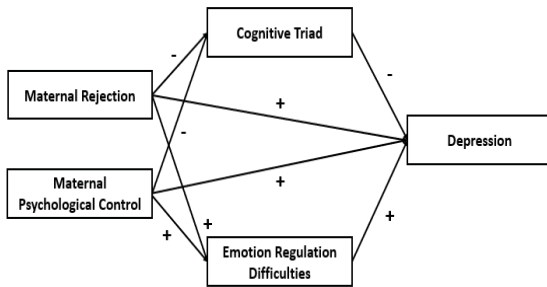 Cognitive Triad
-
-
Maternal Rejection
+
-
Depression
Maternal
Psychological Control
+
+
+
+
Emotion Regulation
Difficulties